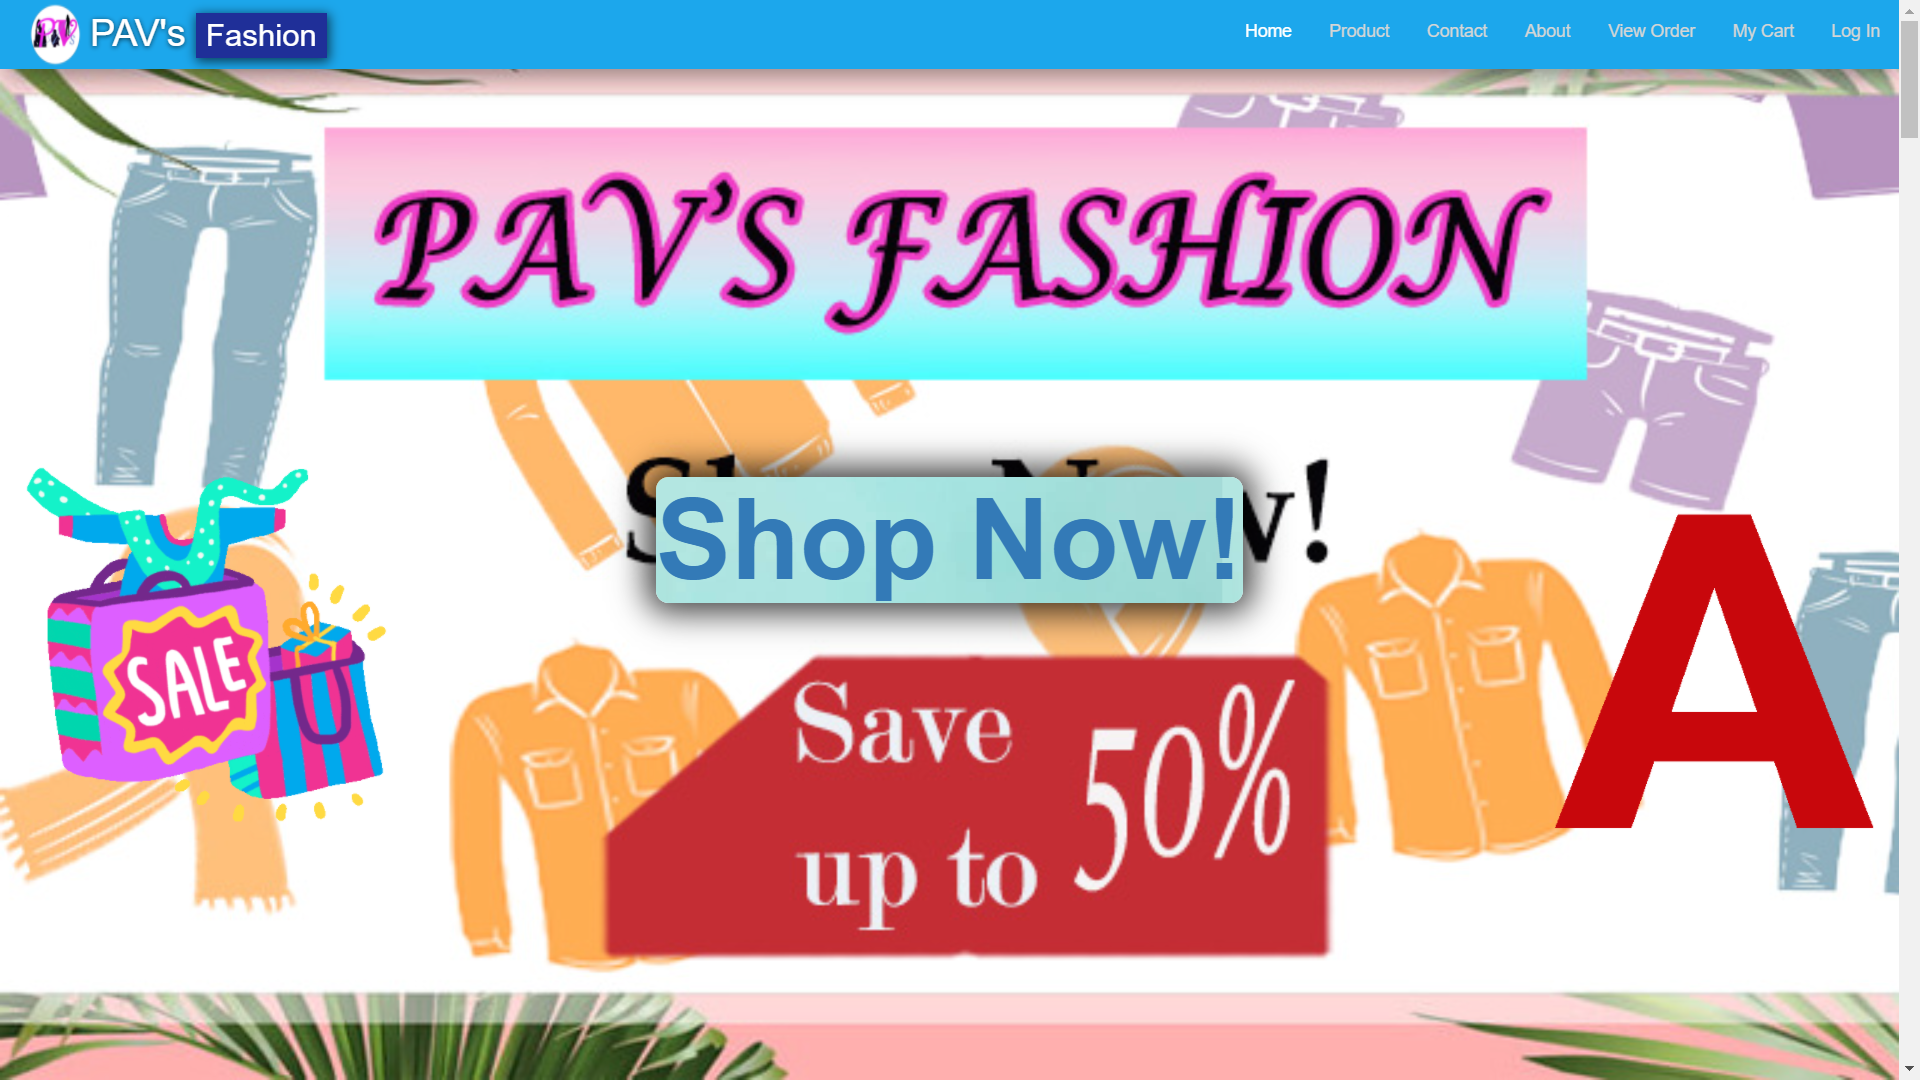 PAV's Fashion
Home Product Contact About View Order My Cart Log In
PAV'S FASHION
Shop Now!
SALE
A
Save
50%
up to